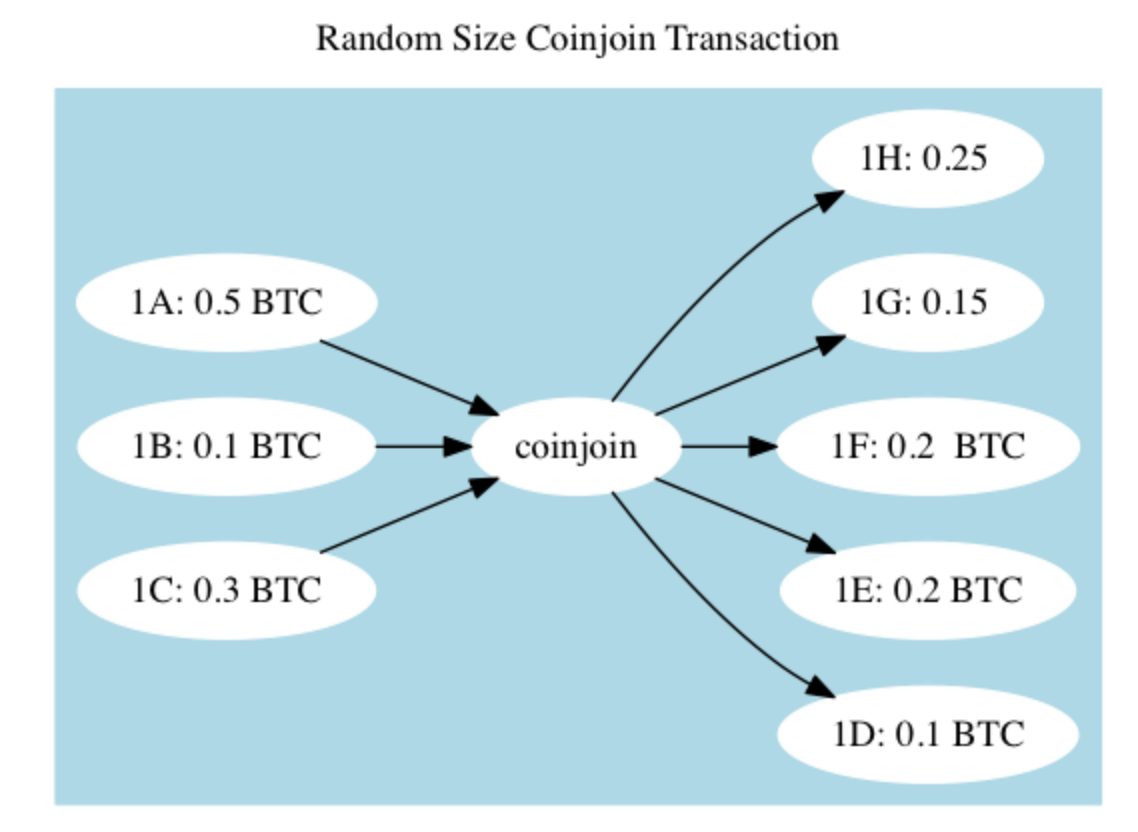 Random Size Coinjoin Transaction
1H: 0.25
1A: 0.5 BTC
1G: 0.15
1B: 0.1 BTC
coinjoin
1F: 0.2  BTC
1C: 0.3 BTC
1E: 0.2 BTC
1D: 0.1 BTC